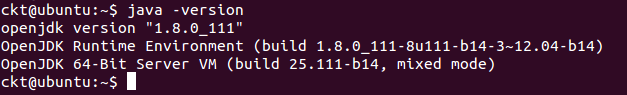 ckt@ubuntu:~$ java -version
openjdk version "1.8.0_111"
OpenJDK Runtime Environment (build 1.8.0_111-8u111-b14-3~12.04-b14)
OpenJDK 64-Bit Server VM (build 25.111-b14, mixed mode)
ckt@ubuntu:~$